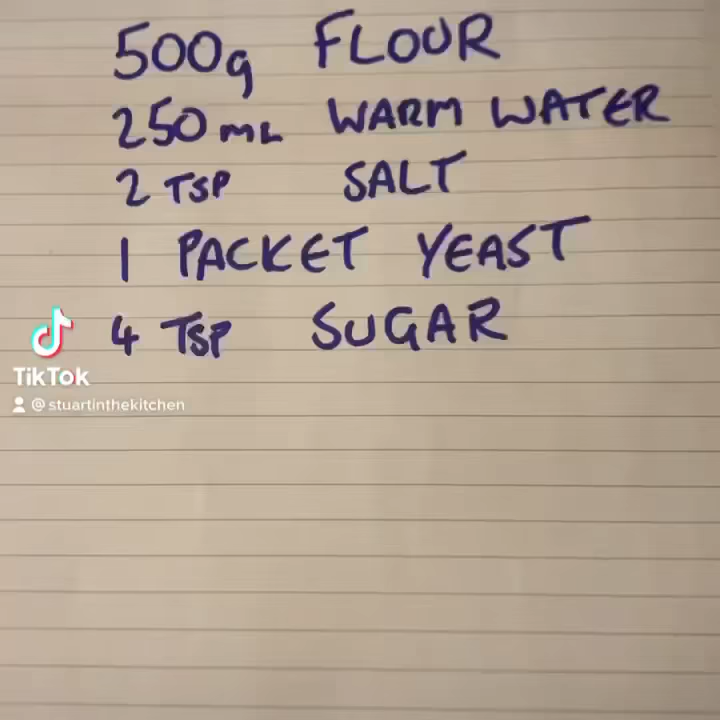 500g FLOUR
250 mL WARM WATER
2 TSP SALT
1 PACKET YEAST
4 TSP SUGAR
TikTok
@stuartinthekitchen